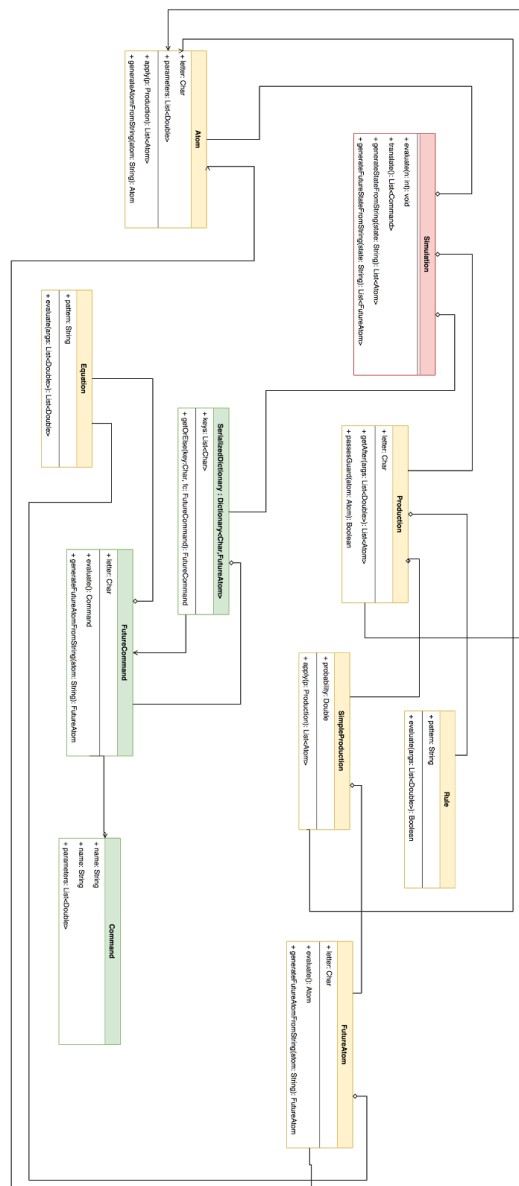 Simulation
+ evaluate(n: int): void
+ translate(): List<Command>
+ generateStateFromString(state: String): List<Atom>
+ generateFutureStateFromString(state: String): List<FutureAtom>
Atom
+ letter: Char
+ parameters: List<Double>
+ apply(p: Production): List<Atom>
+ generateAtomFromString(atom: String): Atom
Production
+ letter: Char
+ getAfter(args: List<Double>): List<Atom>
+ passesGuard(atom: Atom): Boolean
Rule
+ pattern: String
+ evaluate(args: List<Double>): Boolean
SimpleProduction
+ probability: Double
+ apply(p: Production): List<Atom>
FutureAtom
+ letter: Char
+ evaluate(): Atom
+ generateFutureAtomFromString(atom: String): FutureAtom
SerializedDictionary : Dictionary<Char,FutureAtom>
+ keys: List<Char>
+ getOrElse(key:Char, fc: FutureCommand): FutureCommand
Equation
+ pattern: String
+ evaluate(args: List<Double>): List<Double>
FutureCommand
+ letter: Char
+ evaluate(): Command
+ generateFutureAtomFromString(atom: String): FutureAtom
Command
+ name: String
+ name: String
+ parameters: List<Double>